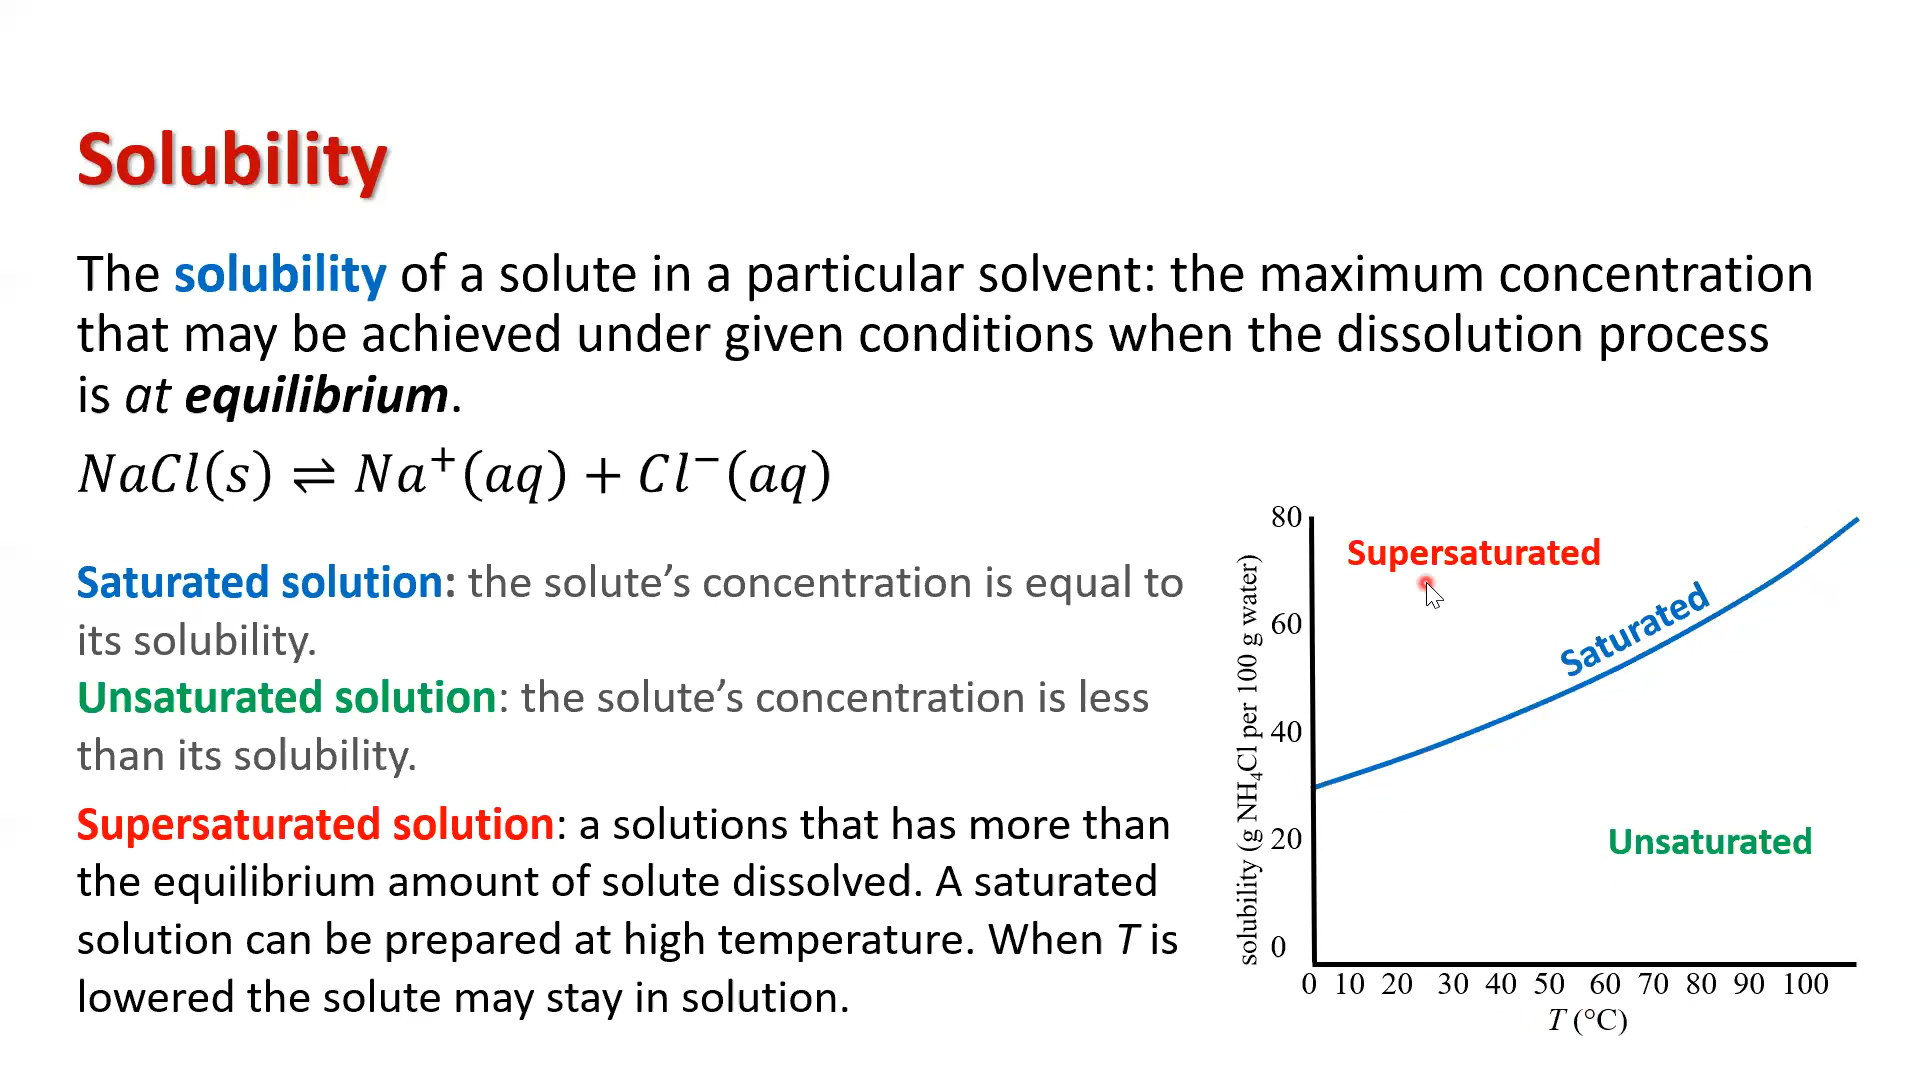 Solubility
The solubility of a solute in a particular solvent: the maximum concentration
that may be achieved under given conditions when the dissolution process
is at equilibrium.
NaCl(s) ⇌ Na⁺(aq) + Cl⁻(aq)
Saturated solution: the solute’s concentration is equal to
its solubility.
Unsaturated solution: the solute’s concentration is less
than its solubility.
Supersaturated solution: a solutions that has more than
the equilibrium amount of solute dissolved. A saturated
solution can be prepared at high temperature. When T is
lowered the solute may stay in solution.
solubility (g NH₄Cl per 100 g water)
80
60
40
20
0
Supersaturated
Saturated
Unsaturated
0 10 20 30 40 50 60 70 80 90 100
T (°C)